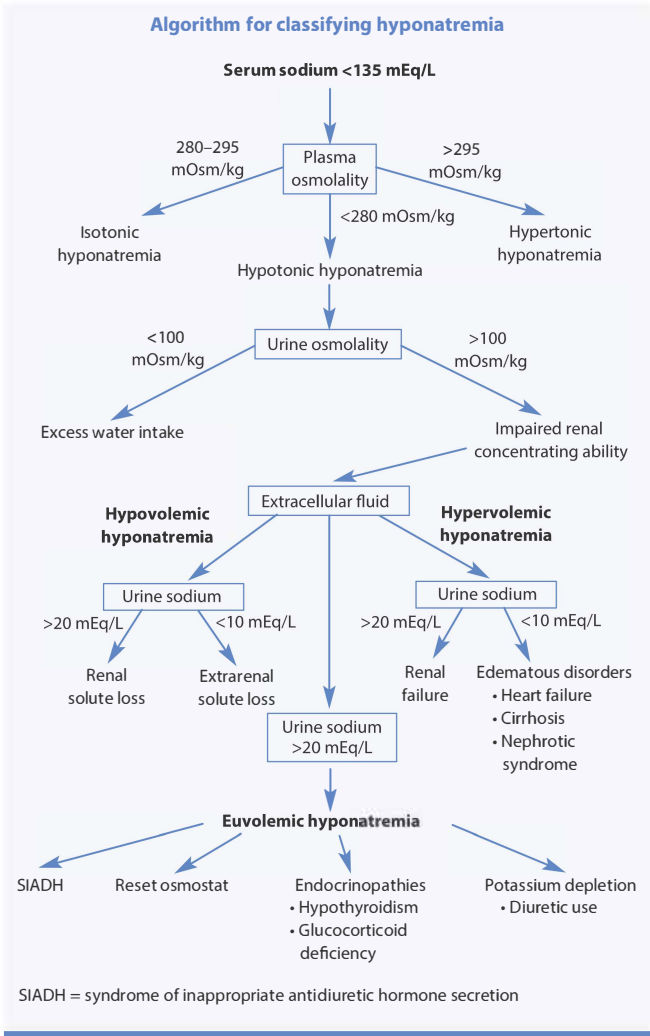 Algorithm for classifying hyponatremia
Serum sodium <135 mEq/L
280–295
mOsm/kg
Plasma
osmolality
>295
mOsm/kg
<280 mOsm/kg
Isotonic
hyponatremia
Hypertonic
hyponatremia
Hypotonic hyponatremia
<100
mOsm/kg
Urine osmolality
>100
mOsm/kg
Excess water intake
Impaired renal
concentrating ability
Extracellular fluid
Hypovolemic
hyponatremia
Hypervolemic
hyponatremia
Urine sodium
>20 mEq/L
<10 mEq/L
Renal
solute loss
Extrarenal
solute loss
Urine sodium
>20 mEq/L
<10 mEq/L
Renal
failure
Edematous disorders
• Heart failure
• Cirrhosis
• Nephrotic
syndrome
Urine sodium
>20 mEq/L
Euvolemic hyponatremia
SIADH
Reset osmostat
Endocrinopathies
• Hypothyroidism
• Glucocorticoid
deficiency
Potassium depletion
• Diuretic use
SIADH = syndrome of inappropriate antidiuretic hormone secretion